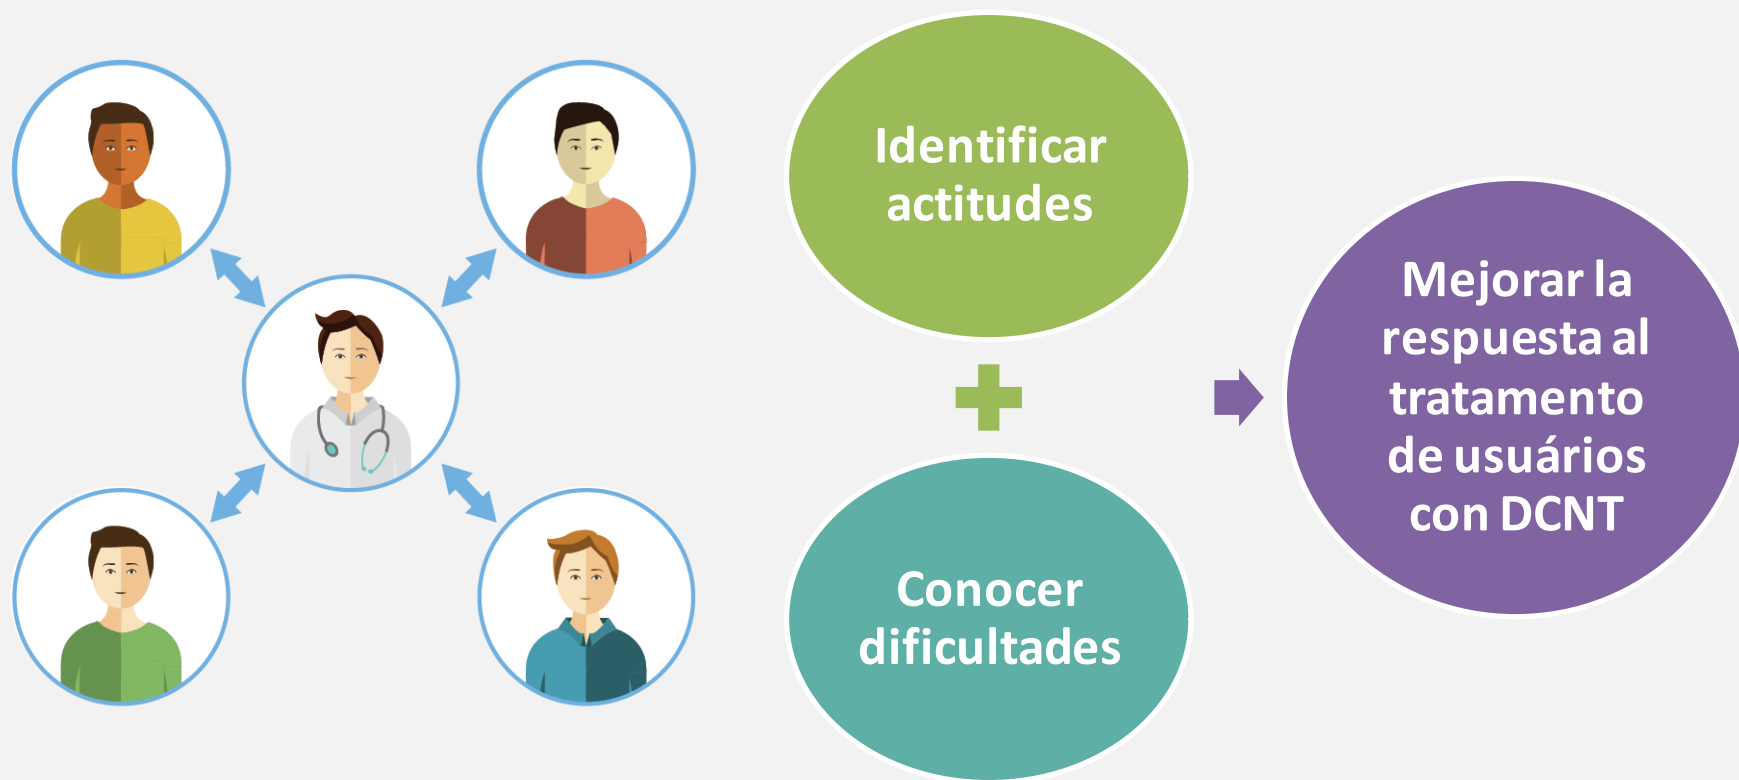 Identificar
actitudes
Conocer
dificultades
Mejorar la
respuesta al
tratamento
de usuários
con DCNT